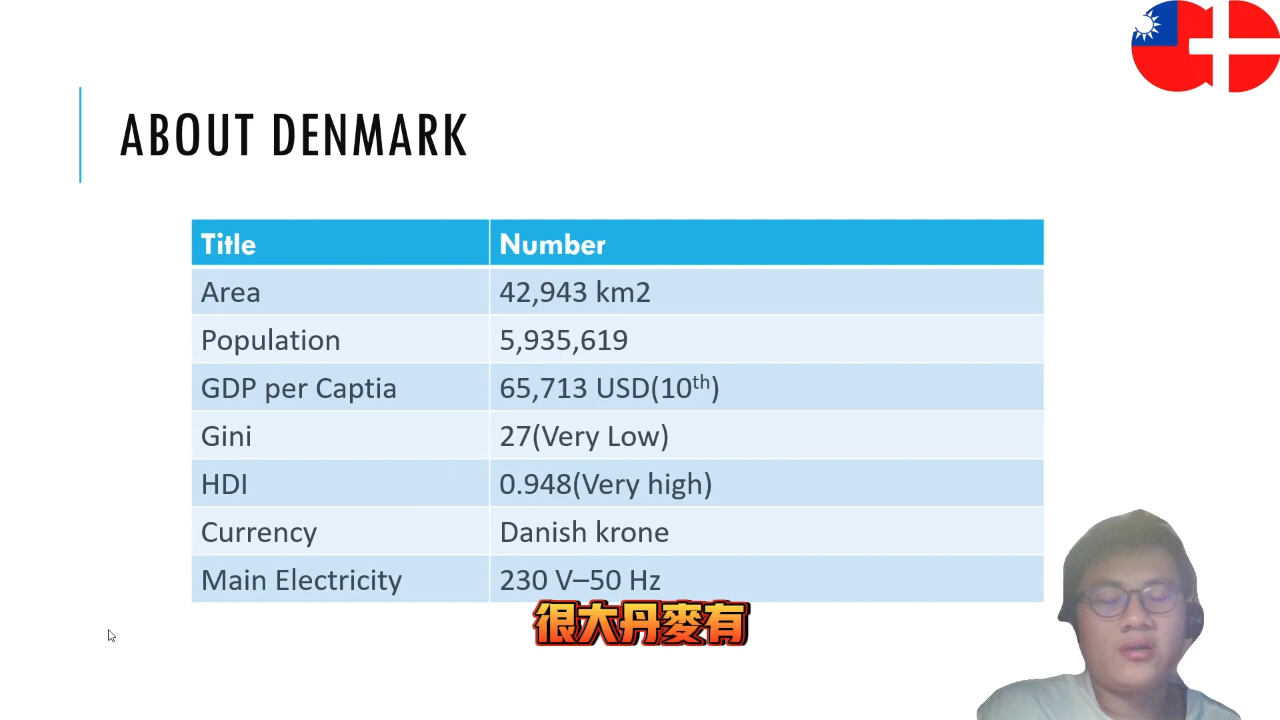 ABOUT DENMARK
Title Number
Area 42,943 km2
Population 5,935,619
GDP per Captia 65,713 USD(10th)
Gini 27(Very Low)
HDI 0.948(Very high)
Currency Danish krone
Main Electricity 230 V–50 Hz
很大丹麥有